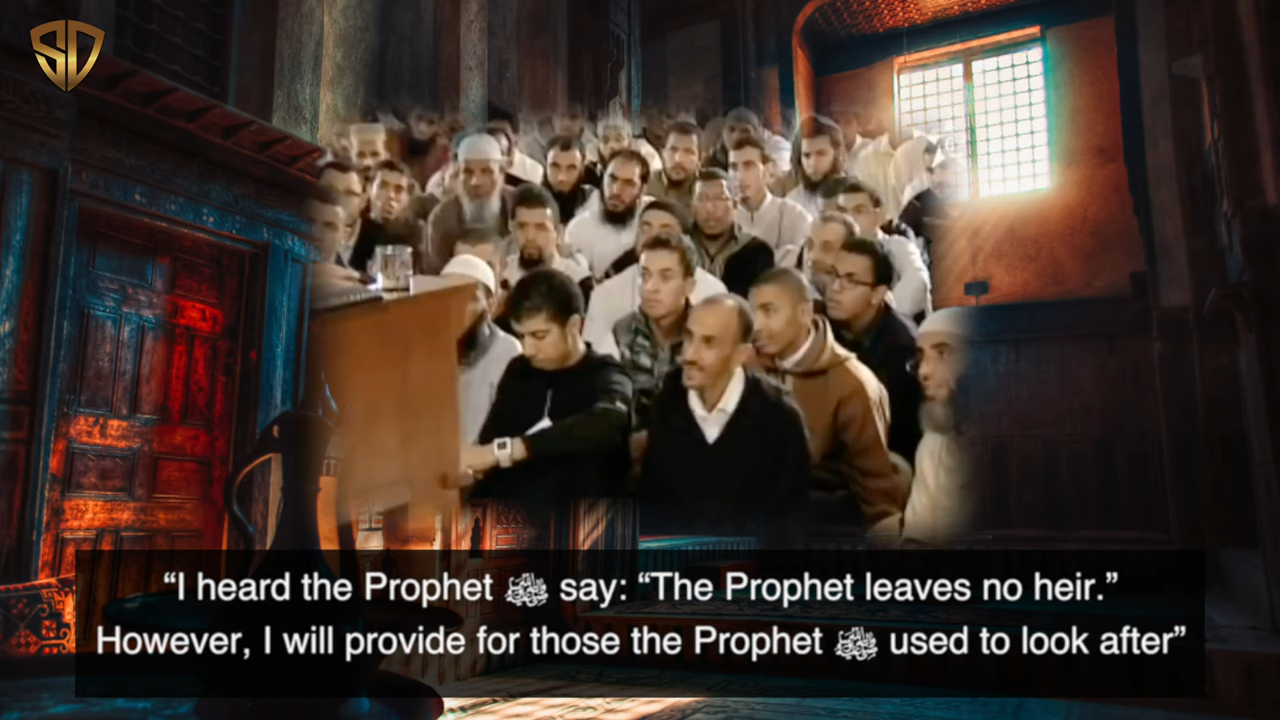 SD
“I heard the Prophet ﷺ say: “The Prophet leaves no heir.”
However, I will provide for those the Prophet ﷺ used to look after”